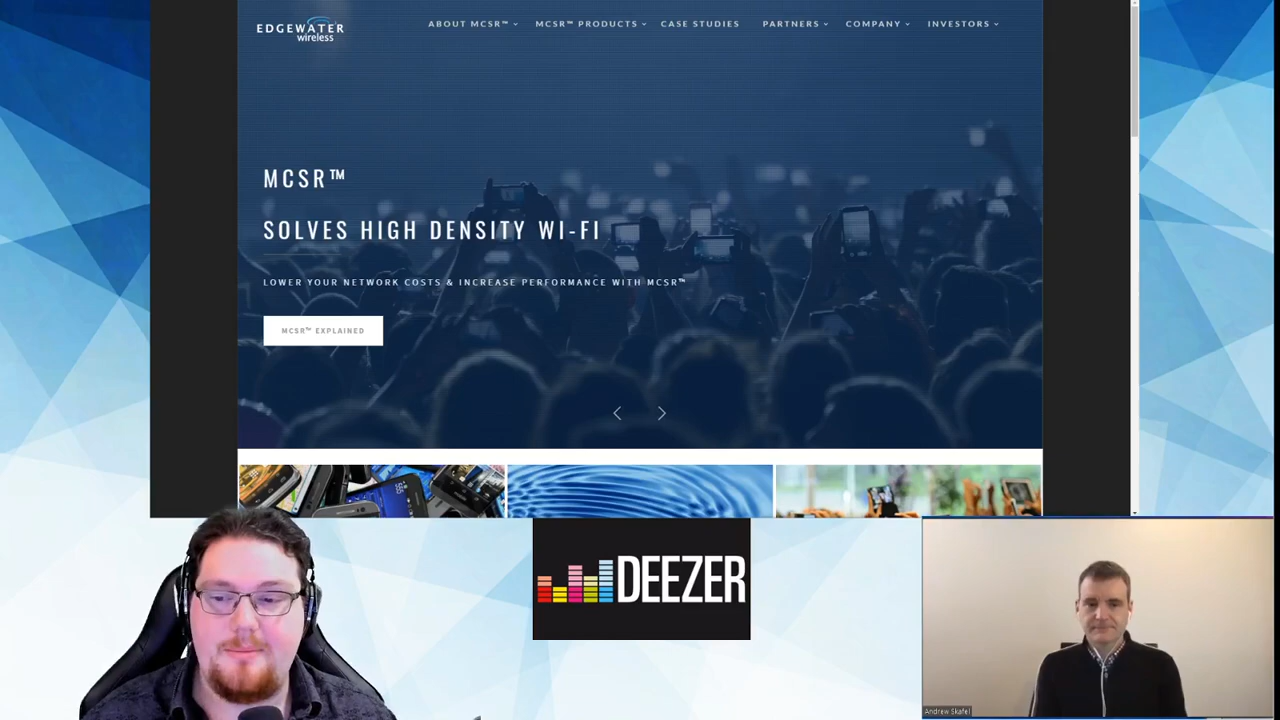 EDGEWATER
wireless
ABOUT MCSR™
MCSR™ PRODUCTS
CASE STUDIES
PARTNERS
COMPANY
INVESTORS
MCSR™
SOLVES HIGH DENSITY WI-FI
LOWER YOUR NETWORK COSTS & INCREASE PERFORMANCE WITH MCSR™
MCSR™ EXPLAINED
DEEZER
Andrew Skafel